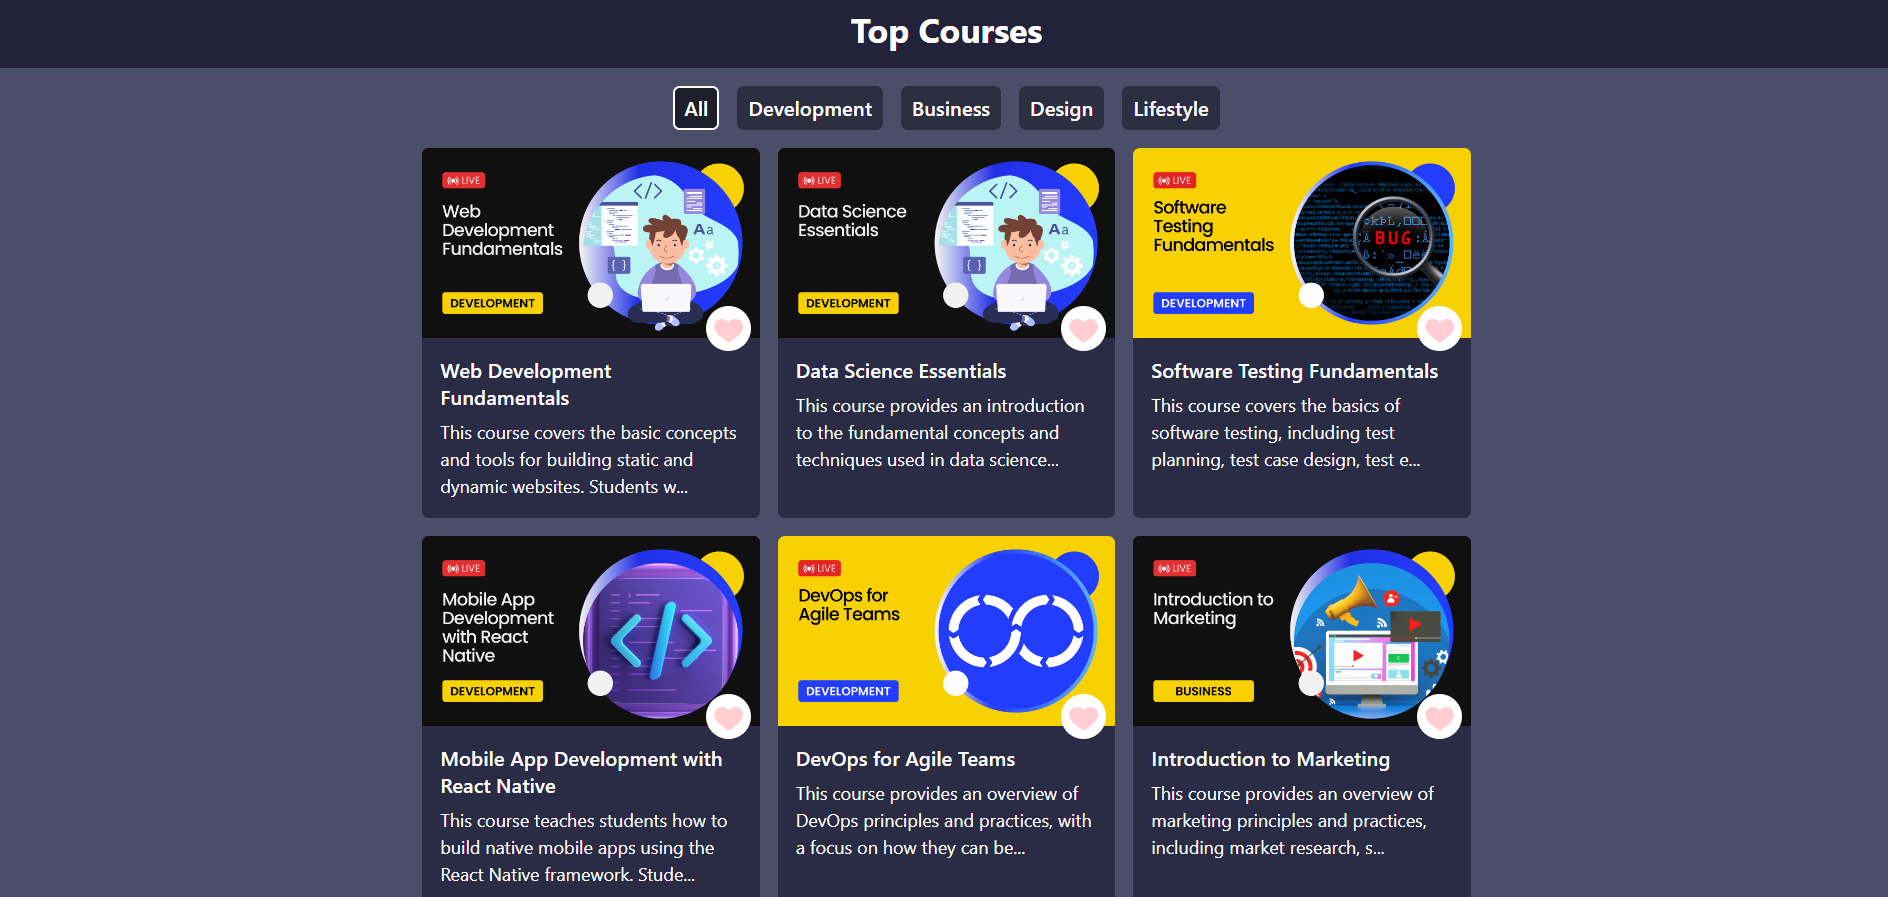 Top Courses
All
Development
Business
Design
Lifestyle
LIVE
Web
Development
Fundamentals
DEVELOPMENT
Aa
</>
{ }
Web Development
Fundamentals
This course covers the basic concepts
and tools for building static and
dynamic websites. Students w...
LIVE
Data Science
Essentials
DEVELOPMENT
Aa
</>
{ }
Data Science Essentials
This course provides an introduction
to the fundamental concepts and
techniques used in data science...
LIVE
Software
Testing
Fundamentals
DEVELOPMENT
BUG
Software Testing Fundamentals
This course covers the basics of
software testing, including test
planning, test case design, test e...
LIVE
Mobile App
Development
with React
Native
DEVELOPMENT
</>
Mobile App Development with
React Native
This course teaches students how to
build native mobile apps using the
React Native framework. Stude...
LIVE
DevOps for
Agile Teams
DEVELOPMENT
DevOps for Agile Teams
This course provides an overview of
DevOps principles and practices, with
a focus on how they can be...
LIVE
Introduction to
Marketing
BUSINESS
Introduction to Marketing
This course provides an overview of
marketing principles and practices,
including market research, s...